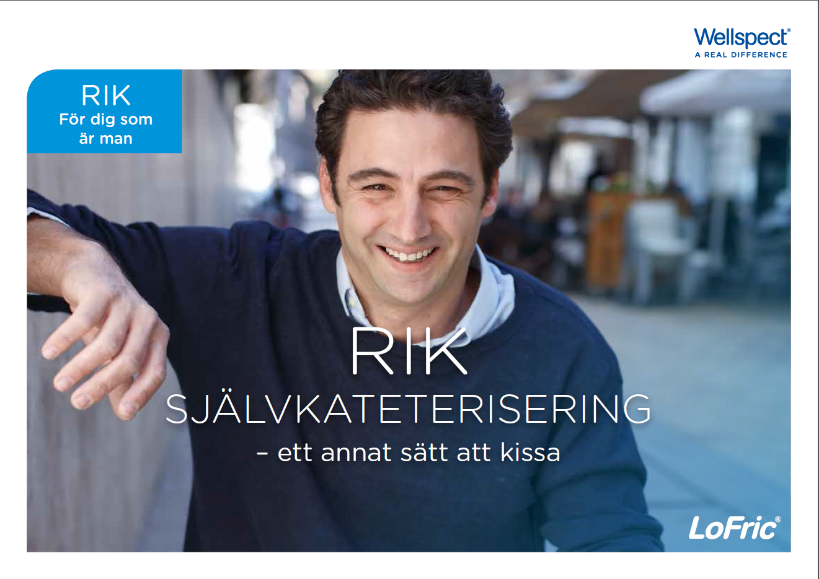 Wellspect®
A REAL DIFFERENCE
RIK
För dig som
är man
RIK
SJÄLVKATETERISERING
– ett annat sätt att kissa
LoFric®